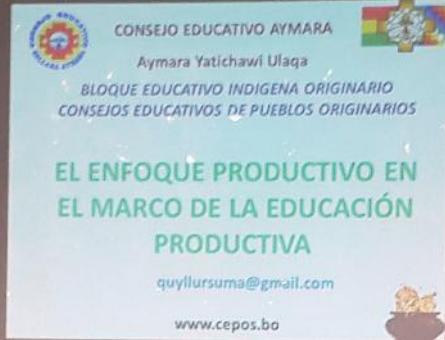 CONSEJO EDUCATIVO AYMARA
Aymara Yatichawi Ulaqa
BLOQUE EDUCATIVO INDIGENA ORIGINARIO
CONSEJOS EDUCATIVOS DE PUEBLOS ORIGINARIOS
EL ENFOQUE PRODUCTIVO EN
EL MARCO DE LA EDUCACIÓN
PRODUCTIVA
quyllursuma@gmail.com
www.cepos.bo